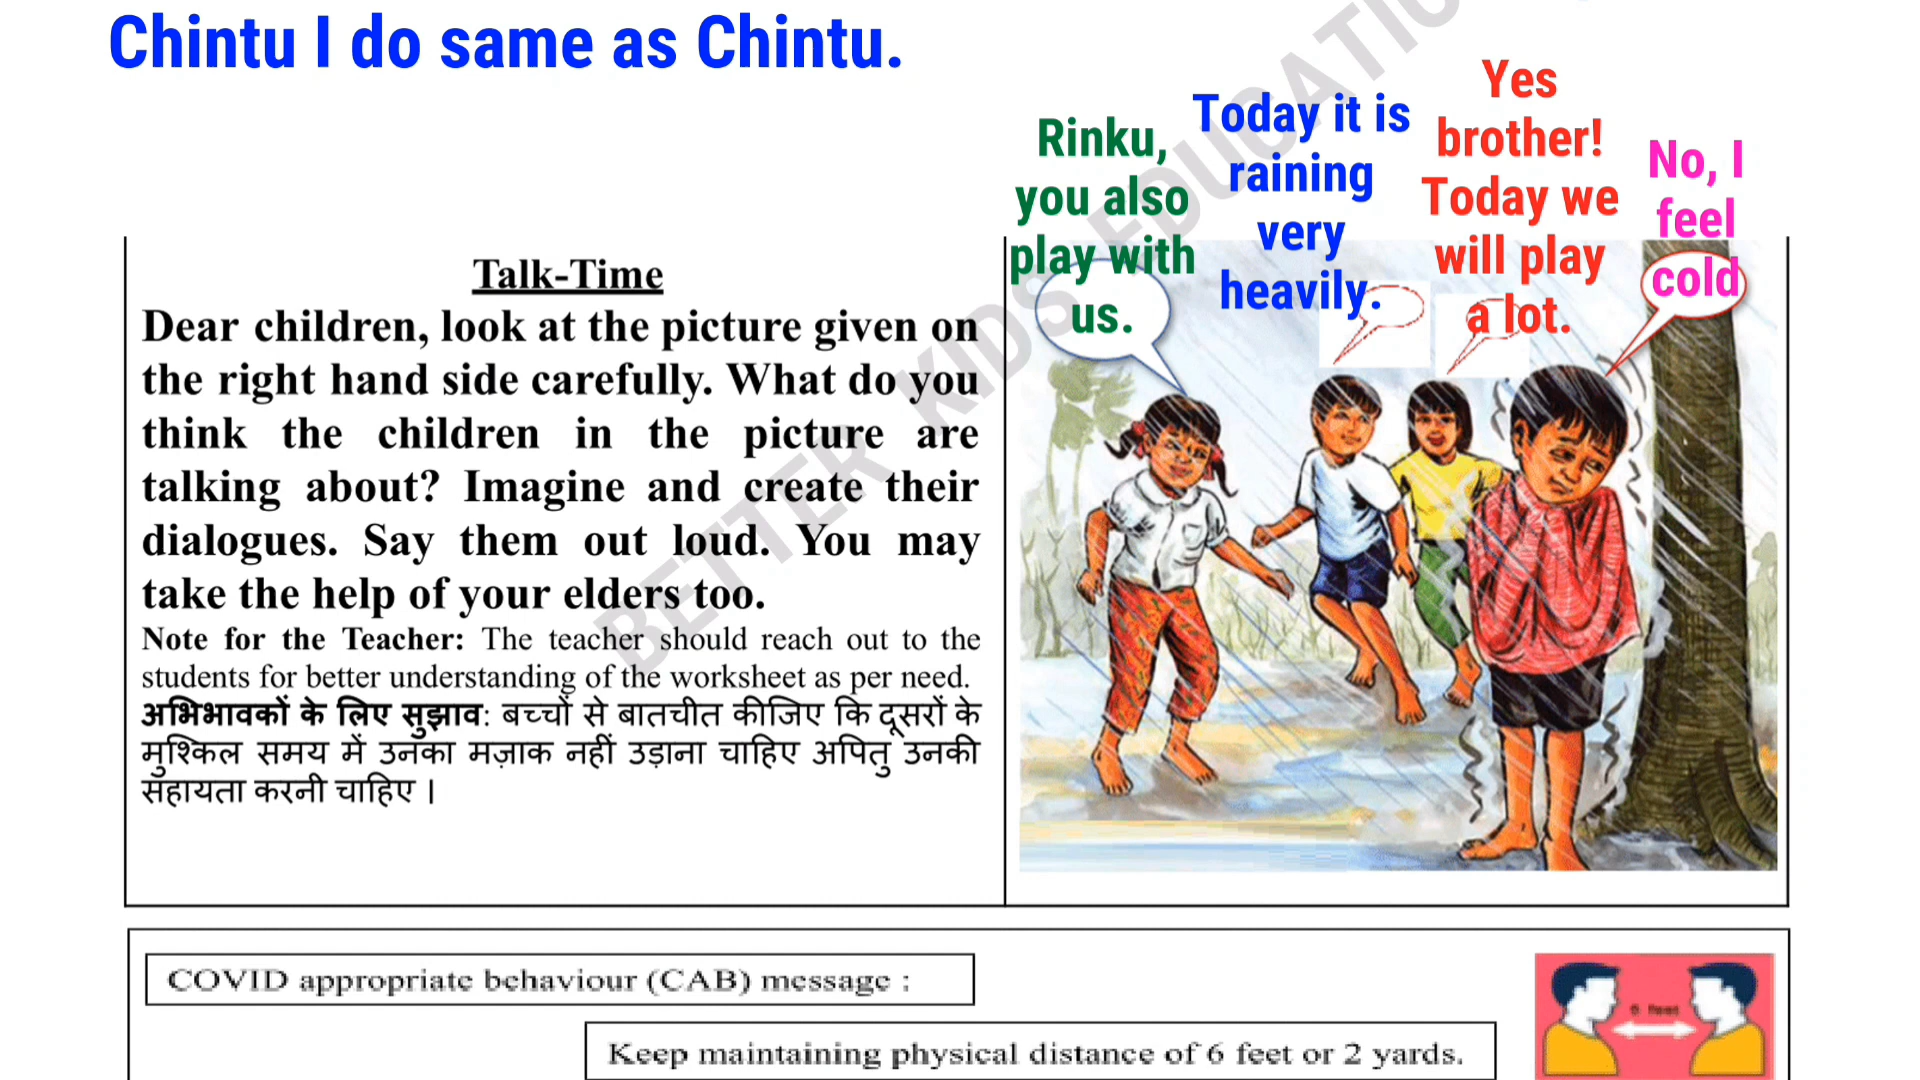 Chintu I do same as Chintu.
Rinku,
you also
play with
us.
Today it is
raining
very
heavily.
Yes
brother!
Today we
will play
a lot.
No, I
feel
cold
Talk-Time
Dear children, look at the picture given on
the right hand side carefully. What do you
think the children in the picture are
talking about? Imagine and create their
dialogues. Say them out loud. You may
take the help of your elders too.
Note for the Teacher: The teacher should reach out to the
students for better understanding of the worksheet as per need.
अभिभावकों के लिए सुझाव: बच्चों से बातचीत कीजिए कि दूसरों के
मुश्किल समय में उनका मज़ाक नहीं उड़ाना चाहिए अपितु उनकी
सहायता करनी चाहिए ।
BETTER KIDS EDUCATIO
COVID appropriate behaviour (CAB) message :
Keep maintaining physical distance of 6 feet or 2 yards.
6 feet